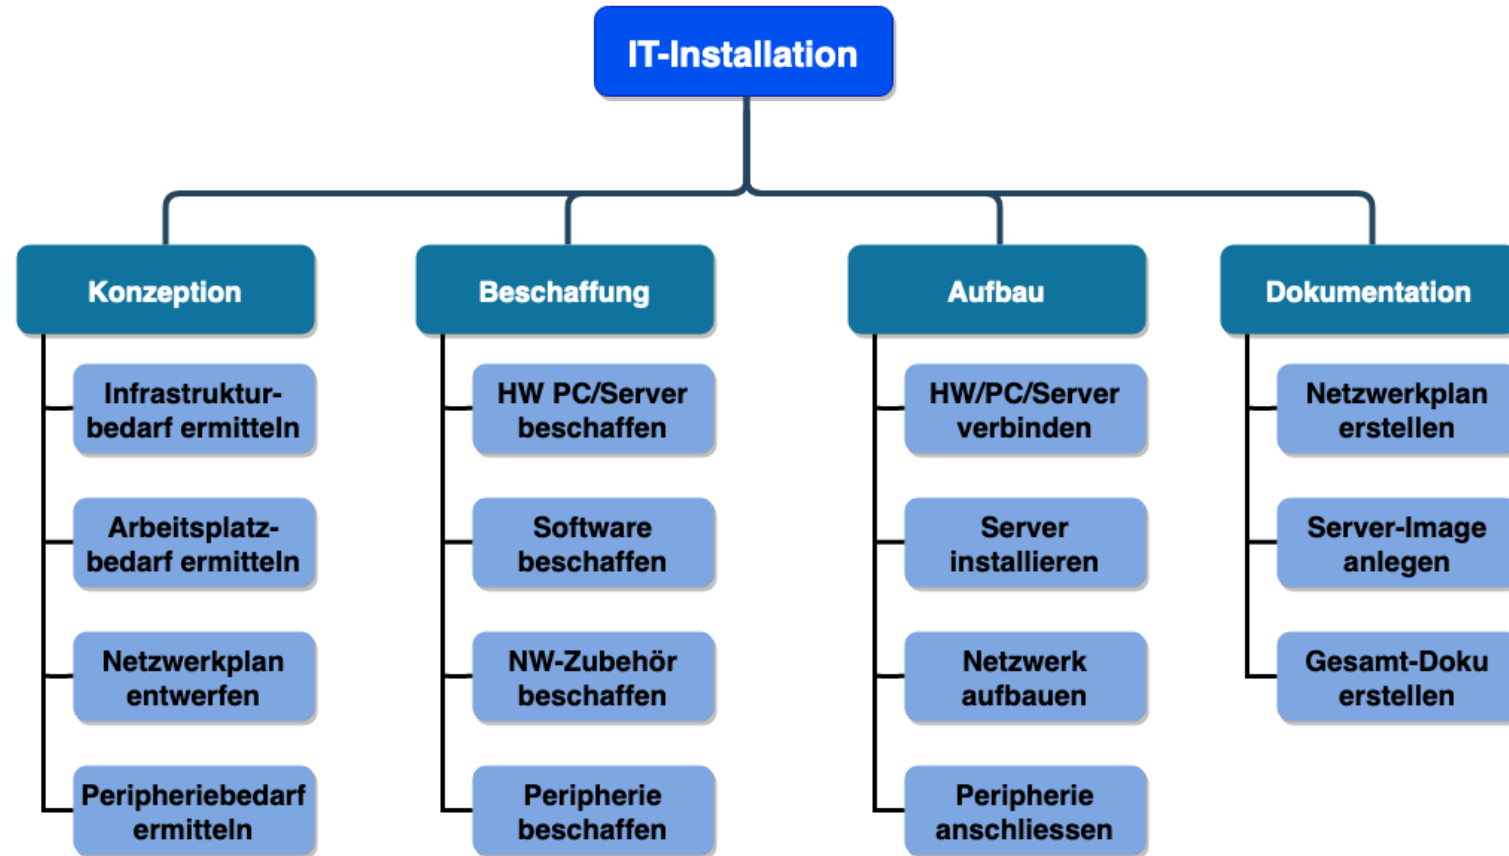 IT-Installation
Konzeption
Infrastruktur-
bedarf ermitteln
Arbeitsplatz-
bedarf ermitteln
Netzwerkplan
entwerfen
Peripheriebedarf
ermitteln
Beschaffung
HW PC/Server
beschaffen
Software
beschaffen
NW-Zubehör
beschaffen
Peripherie
beschaffen
Aufbau
HW/PC/Server
verbinden
Server
installieren
Netzwerk
aufbauen
Peripherie
anschliessen
Dokumentation
Netzwerkplan
erstellen
Server-Image
anlegen
Gesamt-Doku
erstellen